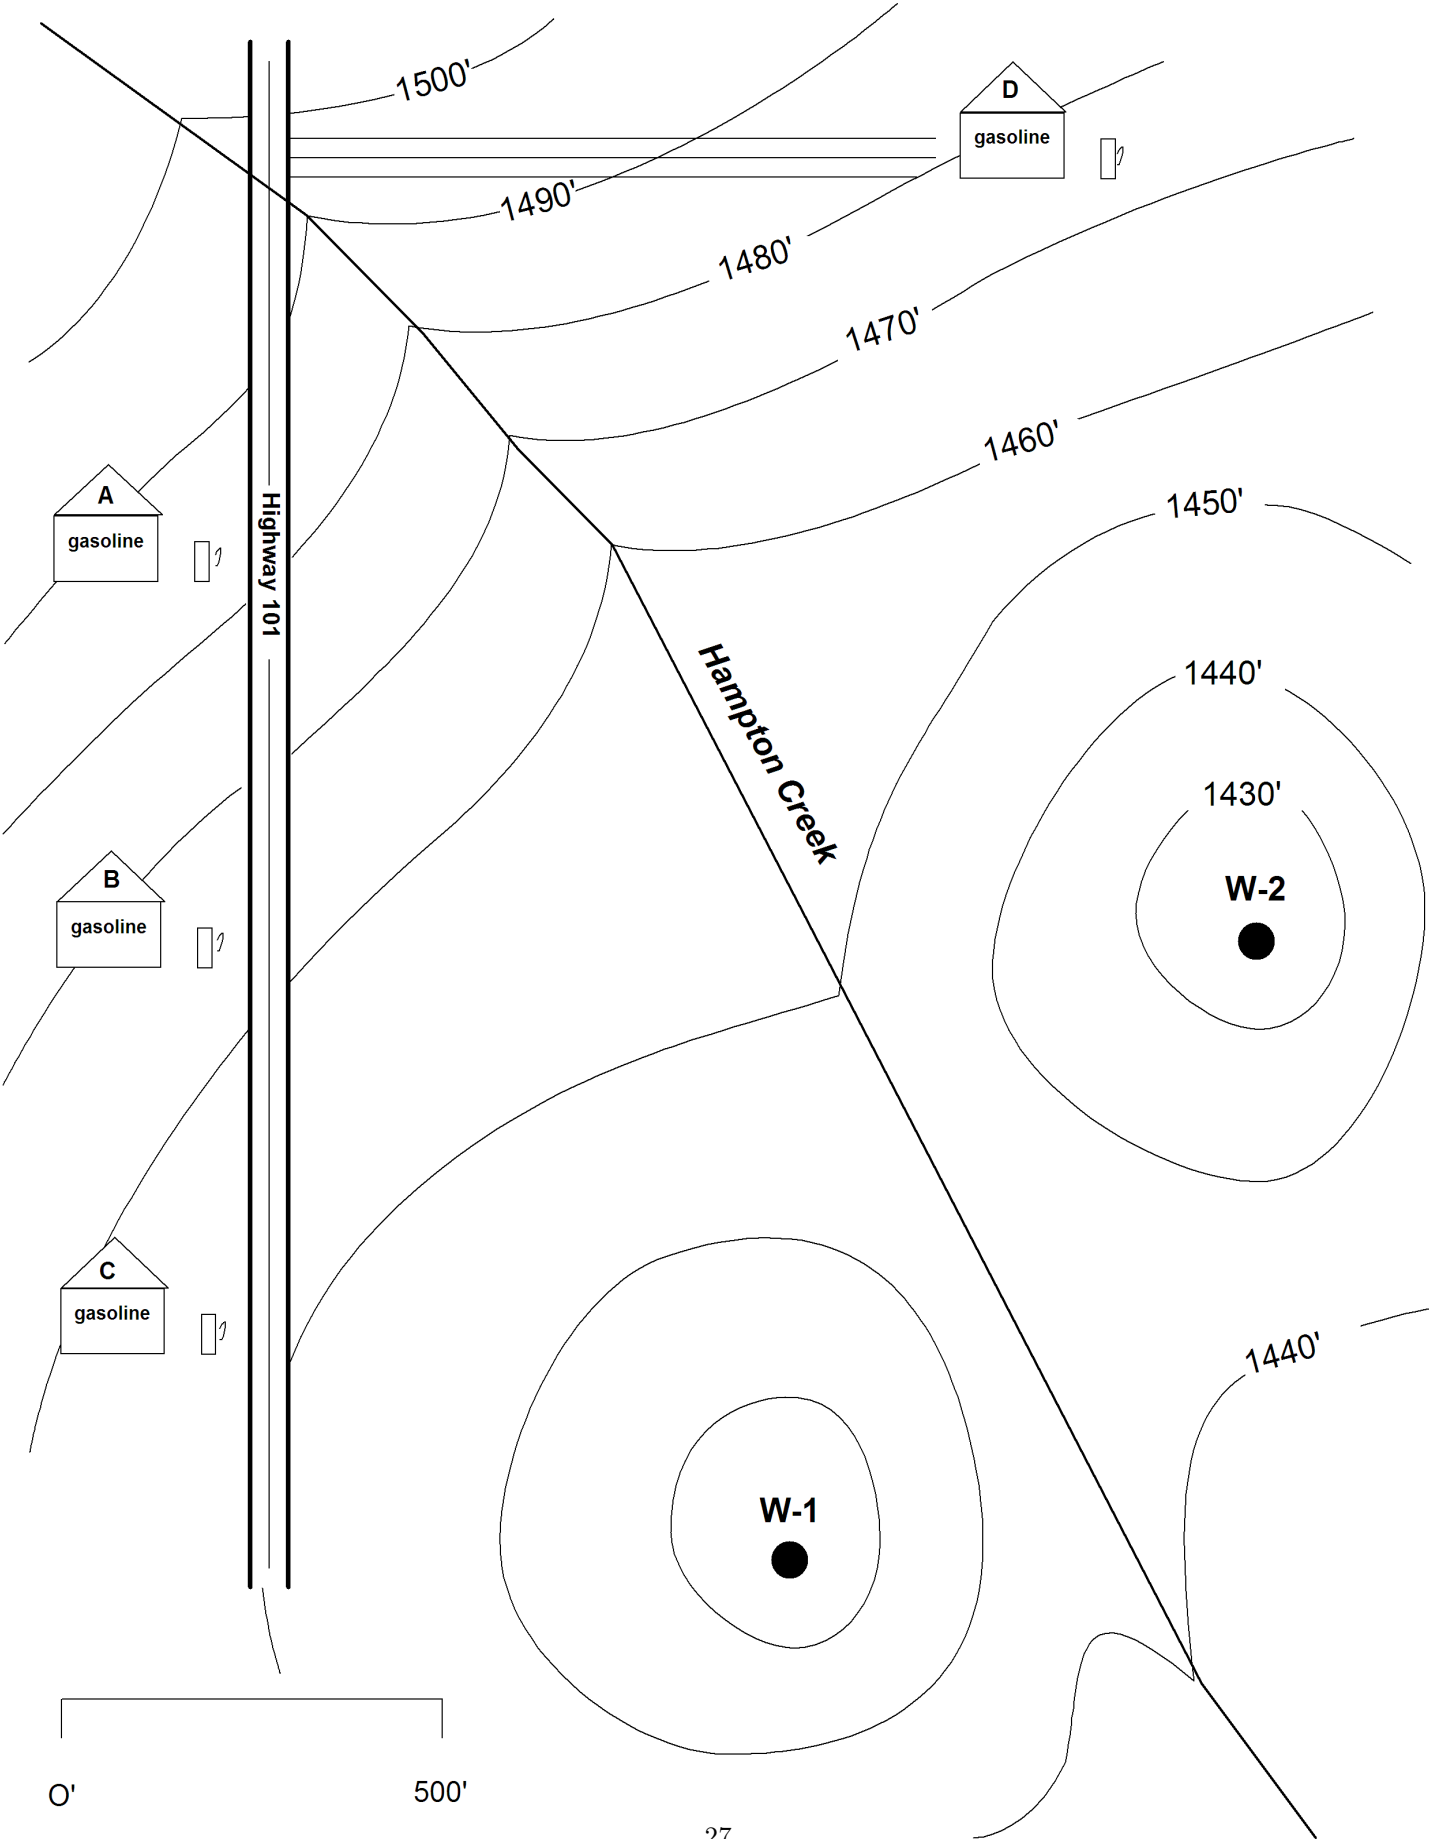 1500'
D
gasoline
1490'
1480'
1470'
1460'
A
gasoline
Highway 101
1450'
Hampton Creek
1440'
1430'
B
gasoline
W-2
C
gasoline
1440'
W-1
O'
500'
27